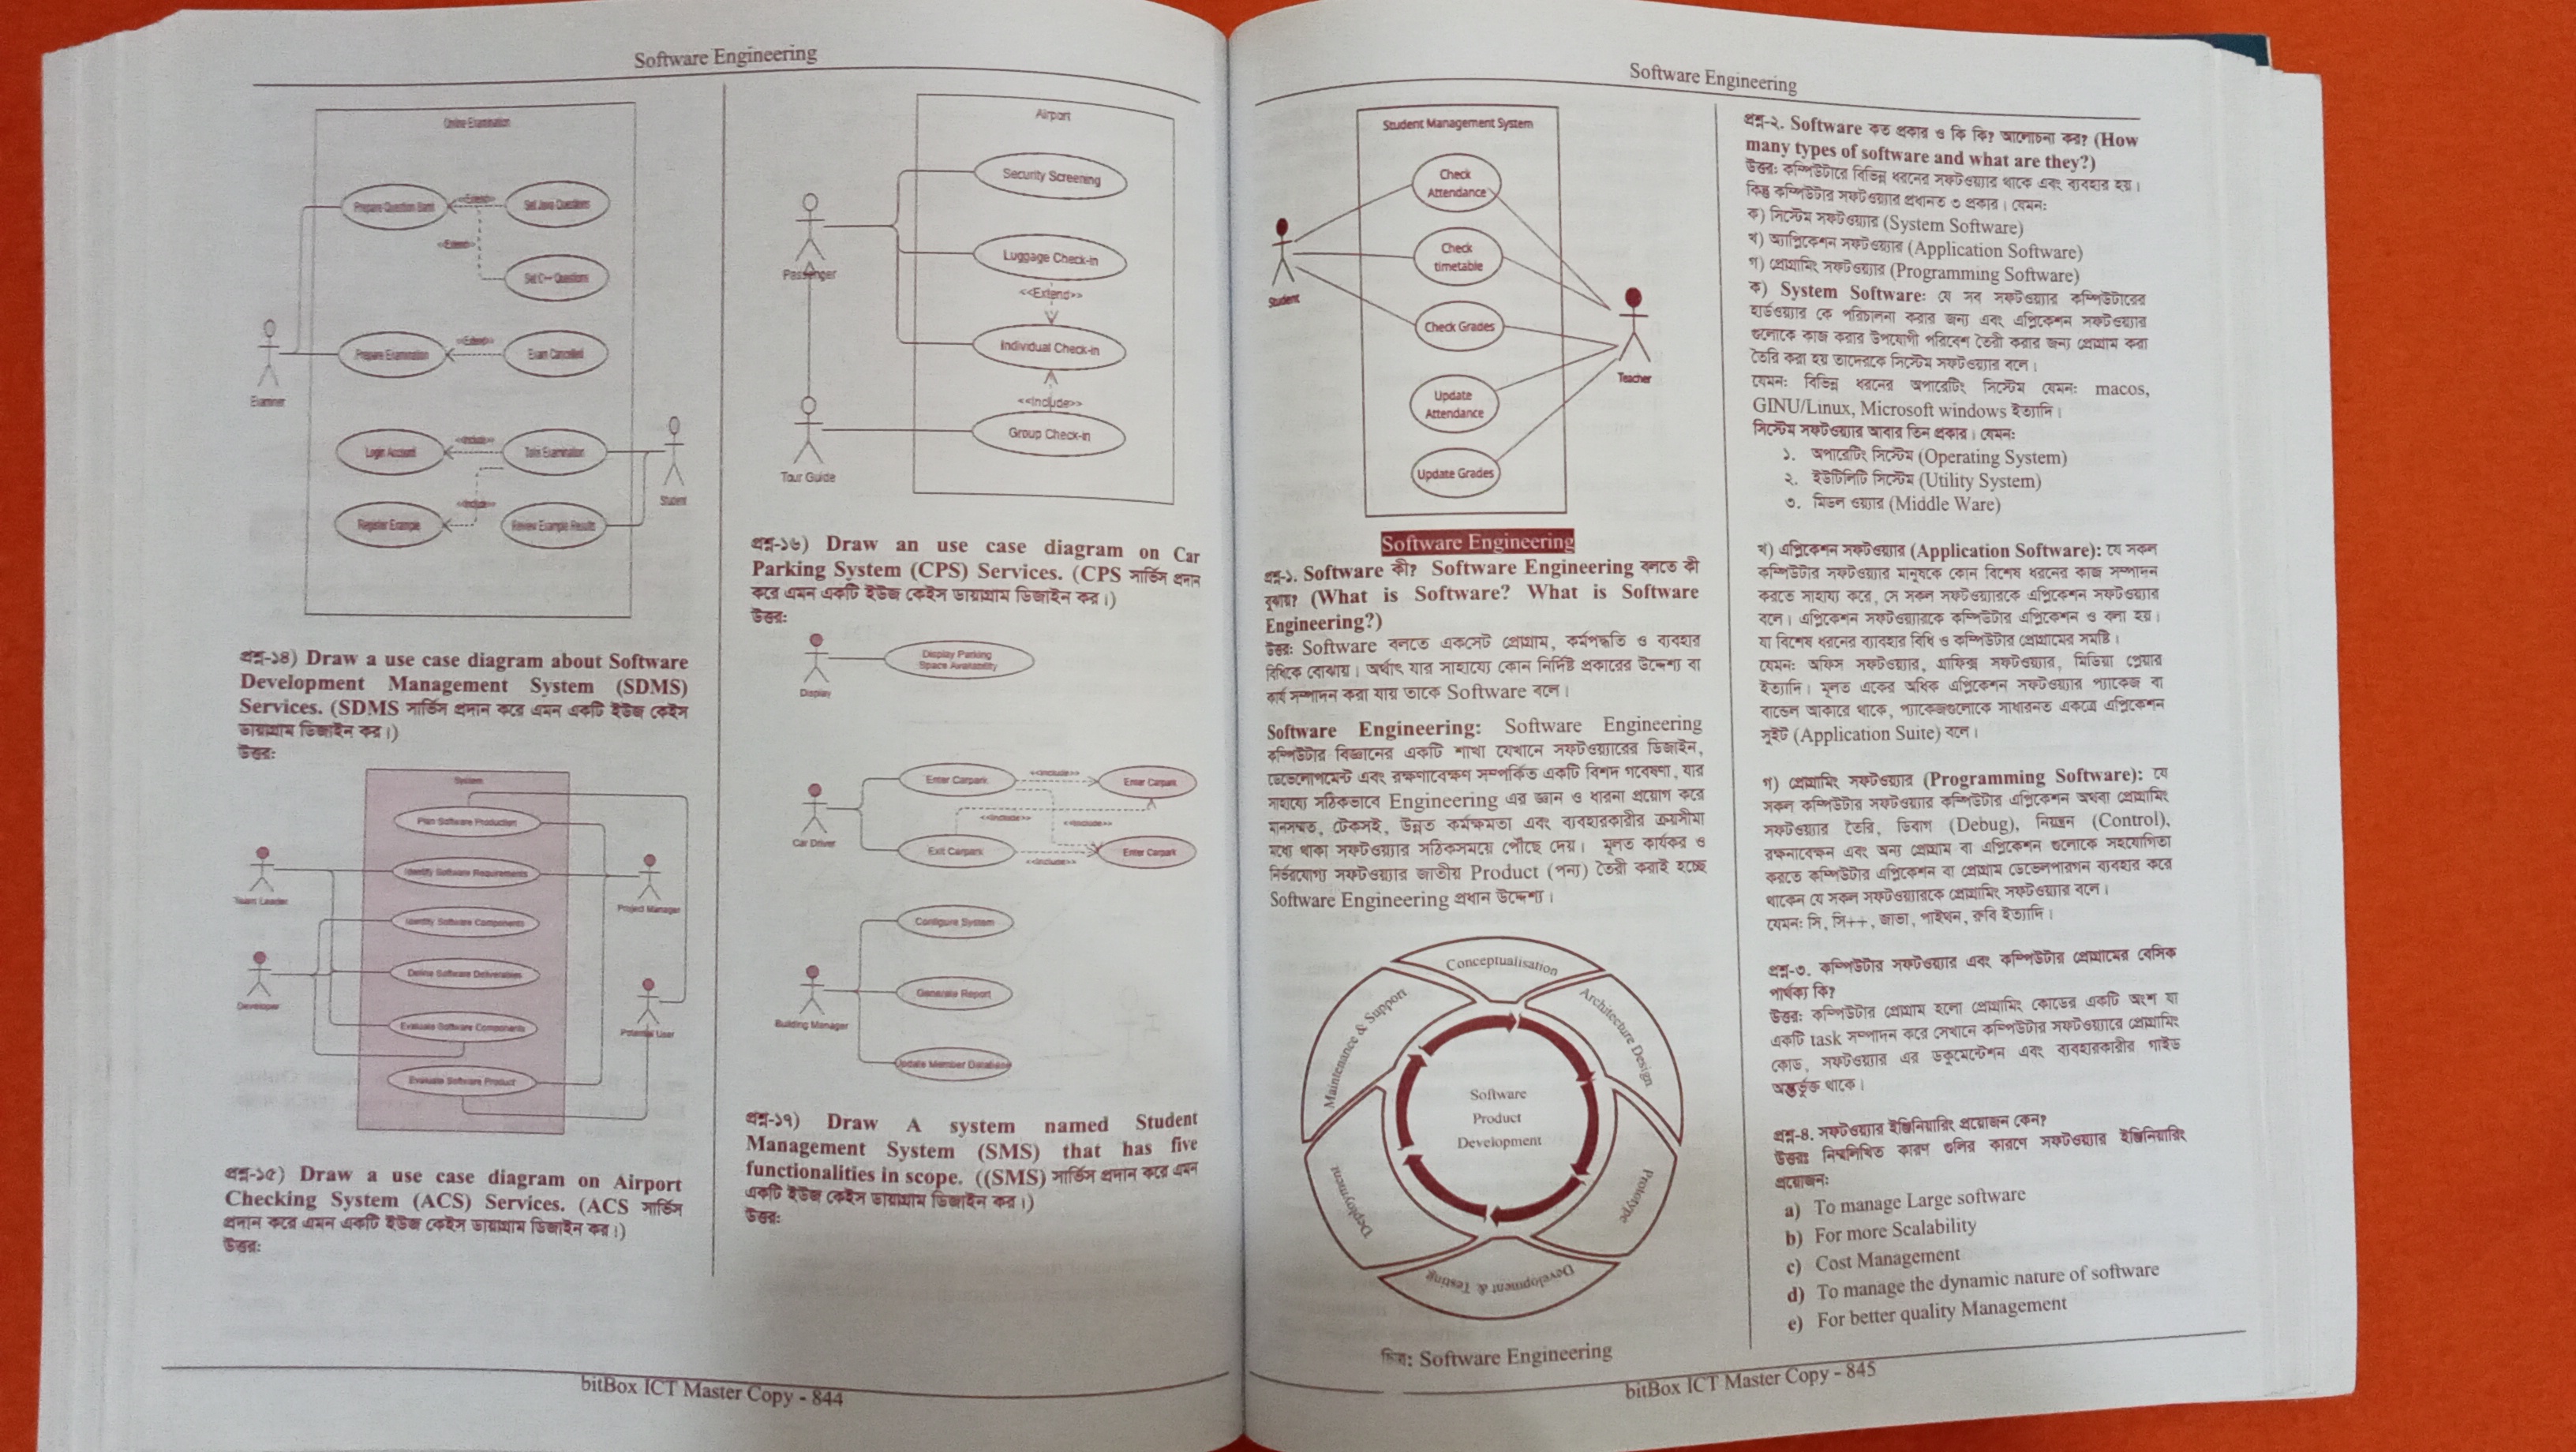 Software Engineering
Online Examination
Prepare Question Bank
<<Extend>>
Set Java Questions
<<Extend>>
Set C++ Questions
Examiner
Prepare Examination
<<Extend>>
Exam Cancelled
Login Account
<<Include>>
Take Examination
Student
Register Example
<<Include>>
Review Example Results
প্রশ্ন-১৪) Draw a use case diagram about Software
Development Management System (SDMS)
Services. (SDMS সার্ভিস প্রদান করে এমন একটি ইউজ কেইস
ডায়াগ্রাম ডিজাইন কর।)
উত্তর:
System
Plan Software Production
Team Leader
Identify Software Requirements
Project Manager
Identify Software Components
Developer
Define Software Deliverables
Evaluate Software Components
Potential User
Evaluate Software Product
প্রশ্ন-১৫) Draw a use case diagram on Airport
Checking System (ACS) Services. (ACS সার্ভিস
প্রদান করে এমন একটি ইউজ কেইস ডায়াগ্রাম ডিজাইন কর।)
উত্তর:
Airport
Security Screening
Passenger
Luggage Check-in
<<Extend>>
Individual Check-in
<<Include>>
Group Check-in
Tour Guide
প্রশ্ন-১৬) Draw an use case diagram on Car
Parking System (CPS) Services. (CPS সার্ভিস প্রদান
করে এমন একটি ইউজ কেইস ডায়াগ্রাম ডিজাইন কর।)
উত্তর:
Display Parking
Space Availability
Display
Enter Carpark
<<Include>>
Enter Carpark
Car Driver
<<Include>>
<<Include>>
Exit Carpark
<<Include>>
Enter Carpark
Configure System
Generate Report
Building Manager
Update Member Database
প্রশ্ন-১৭) Draw A system named Student
Management System (SMS) that has five
functionalities in scope. ((SMS) সার্ভিস প্রদান করে এমন
একটি ইউজ কেইস ডায়াগ্রাম ডিজাইন কর।)
উত্তর:
bitBox ICT Master Copy - 844
Software Engineering
Student Management System
Check
Attendance
Check
timetable
Student
Check Grades
Teacher
Update
Attendance
Update Grades
Software Engineering
প্রশ্ন-১. Software কী? Software Engineering বলতে কী
বুঝায়? (What is Software? What is Software
Engineering?)
উত্তর: Software বলতে একসেট প্রোগ্রাম, কর্মপদ্ধতি ও ব্যবহার
বিধিকে বোঝায়। অর্থাৎ যার সাহায্যে কোন নির্দিষ্ট প্রকারের উদ্দেশ্য বা
কার্য সম্পাদন করা যায় তাকে Software বলে।
Software Engineering: Software Engineering
কম্পিউটার বিজ্ঞানের একটি শাখা যেখানে সফটওয়্যারের ডিজাইন,
ডেভেলোপমেন্ট এবং রক্ষণাবেক্ষণ সম্পর্কিত একটি বিশদ গবেষণা, যার
সাহায্যে সঠিকভাবে Engineering এর জ্ঞান ও ধারনা প্রয়োগ করে
মানসম্মত, টেকসই, উন্নত কর্মক্ষমতা এবং ব্যবহারকারীর ক্রয়সীমা
মধ্যে থাকা সফটওয়্যার সঠিকসময়ে পৌঁছে দেয়। মূলত কার্যকর ও
নির্ভরযোগ্য সফটওয়্যার জাতীয় Product (পন্য) তৈরী করাই হচ্ছে
Software Engineering প্রধান উদ্দেশ্য।
Conceptualisation
Architecture Design
Prototype
Development & Testing
Deployment
Maintenance & Support
Software
Product
Development
চিত্র: Software Engineering
প্রশ্ন-২. Software কত প্রকার ও কি কি? আলোচনা কর? (How
many types of software and what are they?)
উত্তর: কম্পিউটারে বিভিন্ন ধরনের সফটওয়্যার থাকে এবং ব্যবহার হয়।
কিন্তু কম্পিউটার সফটওয়্যার প্রধানত ৩ প্রকার। যেমন:
ক) সিস্টেম সফটওয়্যার (System Software)
খ) অ্যাপ্লিকেশন সফটওয়্যার (Application Software)
গ) প্রোগ্রামিং সফটওয়্যার (Programming Software)
ক) System Software: যে সব সফটওয়্যার কম্পিউটারের
হার্ডওয়্যার কে পরিচালনা করার জন্য এবং এপ্লিকেশন সফটওয়্যার
গুলোকে কাজ করার উপযোগী পরিবেশ তৈরী করার জন্য প্রোগ্রাম করা
তৈরি করা হয় তাদেরকে সিস্টেম সফটওয়্যার বলে।
যেমন: বিভিন্ন ধরনের অপারেটিং সিস্টেম যেমন: macos,
GINU/Linux, Microsoft windows ইত্যাদি।
সিস্টেম সফটওয়্যার আবার তিন প্রকার। যেমন:
১. অপারেটিং সিস্টেম (Operating System)
২. ইউটিলিটি সিস্টেম (Utility System)
৩. মিডল ওয়্যার (Middle Ware)
খ) এপ্লিকেশন সফটওয়্যার (Application Software): যে সকল
কম্পিউটার সফটওয়্যার মানুষকে কোন বিশেষ ধরনের কাজ সম্পাদন
করতে সাহায্য করে, সে সকল সফটওয়্যারকে এপ্লিকেশন সফটওয়্যার
বলে। এপ্লিকেশন সফটওয়্যারকে কম্পিউটার এপ্লিকেশন ও বলা হয়।
যা বিশেষ ধরনের ব্যাবহার বিধি ও কম্পিউটার প্রোগ্রামের সমষ্টি।
যেমন: অফিস সফটওয়্যার, গ্রাফিক্স সফটওয়্যার, মিডিয়া প্লেয়ার
ইত্যাদি। মূলত একের অধিক এপ্লিকেশন সফটওয়্যার প্যাকেজ বা
বান্ডেল আকারে থাকে, প্যাকেজগুলোকে সাধারনত একত্রে এপ্লিকেশন
সুইট (Application Suite) বলে।
গ) প্রোগ্রামিং সফটওয়্যার (Programming Software): যে
সকল কম্পিউটার সফটওয়্যার কম্পিউটার এপ্লিকেশন অথবা প্রোগ্রামিং
সফটওয়্যার তৈরি, ডিবাগ (Debug), নিয়ন্ত্রন (Control),
রক্ষনাবেক্ষন এবং অন্য প্রোগ্রাম বা এপ্লিকেশন গুলোকে সহযোগিতা
করতে কম্পিউটার এপ্লিকেশন বা প্রোগ্রাম ডেভেলপারগন ব্যবহার করে
থাকেন যে সকল সফটওয়্যারকে প্রোগ্রামিং সফটওয়্যার বলে।
যেমন: সি, সি++, জাভা, পাইথন, রুবি ইত্যাদি।
প্রশ্ন-৩. কম্পিউটার সফটওয়্যার এবং কম্পিউটার প্রোগ্রামের বেসিক
পার্থক্য কি?
উত্তর: কম্পিউটার প্রোগ্রাম হলো প্রোগ্রামিং কোডের একটি অংশ যা
একটি task সম্পাদন করে সেখানে কম্পিউটার সফটওয়্যারে প্রোগ্রামিং
কোড, সফটওয়্যার এর ডকুমেন্টেশন এবং ব্যবহারকারীর গাইড
অন্তর্ভুক্ত থাকে।
প্রশ্ন-৪. সফটওয়্যার ইঞ্জিনিয়ারিং প্রয়োজন কেন?
উত্তরঃ নিম্নলিখিত কারণ গুলির কারণে সফটওয়্যার ইঞ্জিনিয়ারিং
প্রয়োজন:
a) To manage Large software
b) For more Scalability
c) Cost Management
d) To manage the dynamic nature of software
e) For better quality Management
bitBox ICT Master Copy - 845